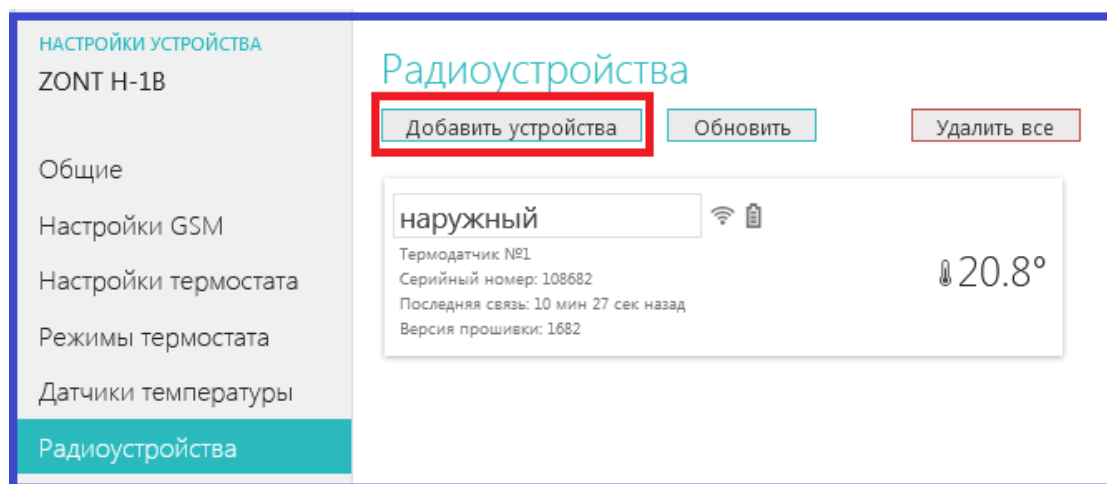 НАСТРОЙКИ УСТРОЙСТВА
ZONT H-1B
Общие
Настройки GSM
Настройки термостата
Режимы термостата
Датчики температуры
Радиоустройства
Радиоустройства
Добавить устройства
Обновить
Удалить все
наружный
Термодатчик №1
Серийный номер: 108682
Последняя связь: 10 мин 27 сек назад
Версия прошивки: 1682
20.8°